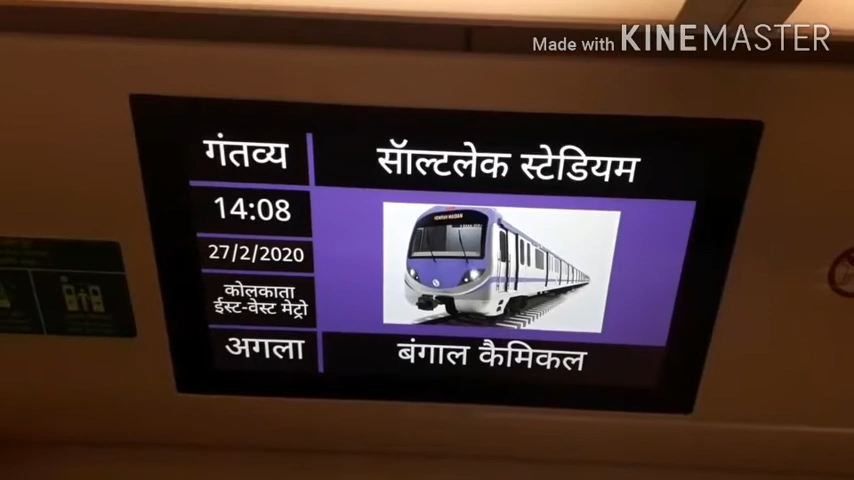 Made with KINEMASTER
गंतव्य
सॉल्टलेक स्टेडियम
14:08
27/2/2020
कोलकाता
ईस्ट-वेस्ट मेट्रो
अगला
बंगाल कैमिकल